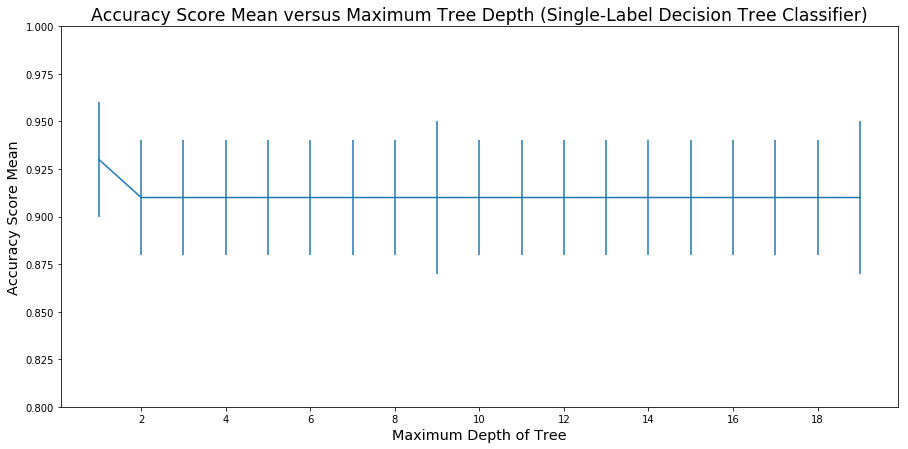 Accuracy Score Mean versus Maximum Tree Depth (Single-Label Decision Tree Classifier)
1.000
0.975
0.950
0.925
0.900
0.875
0.850
0.825
0.800
Accuracy Score Mean
2 4 6 8 10 12 14 16 18
Maximum Depth of Tree